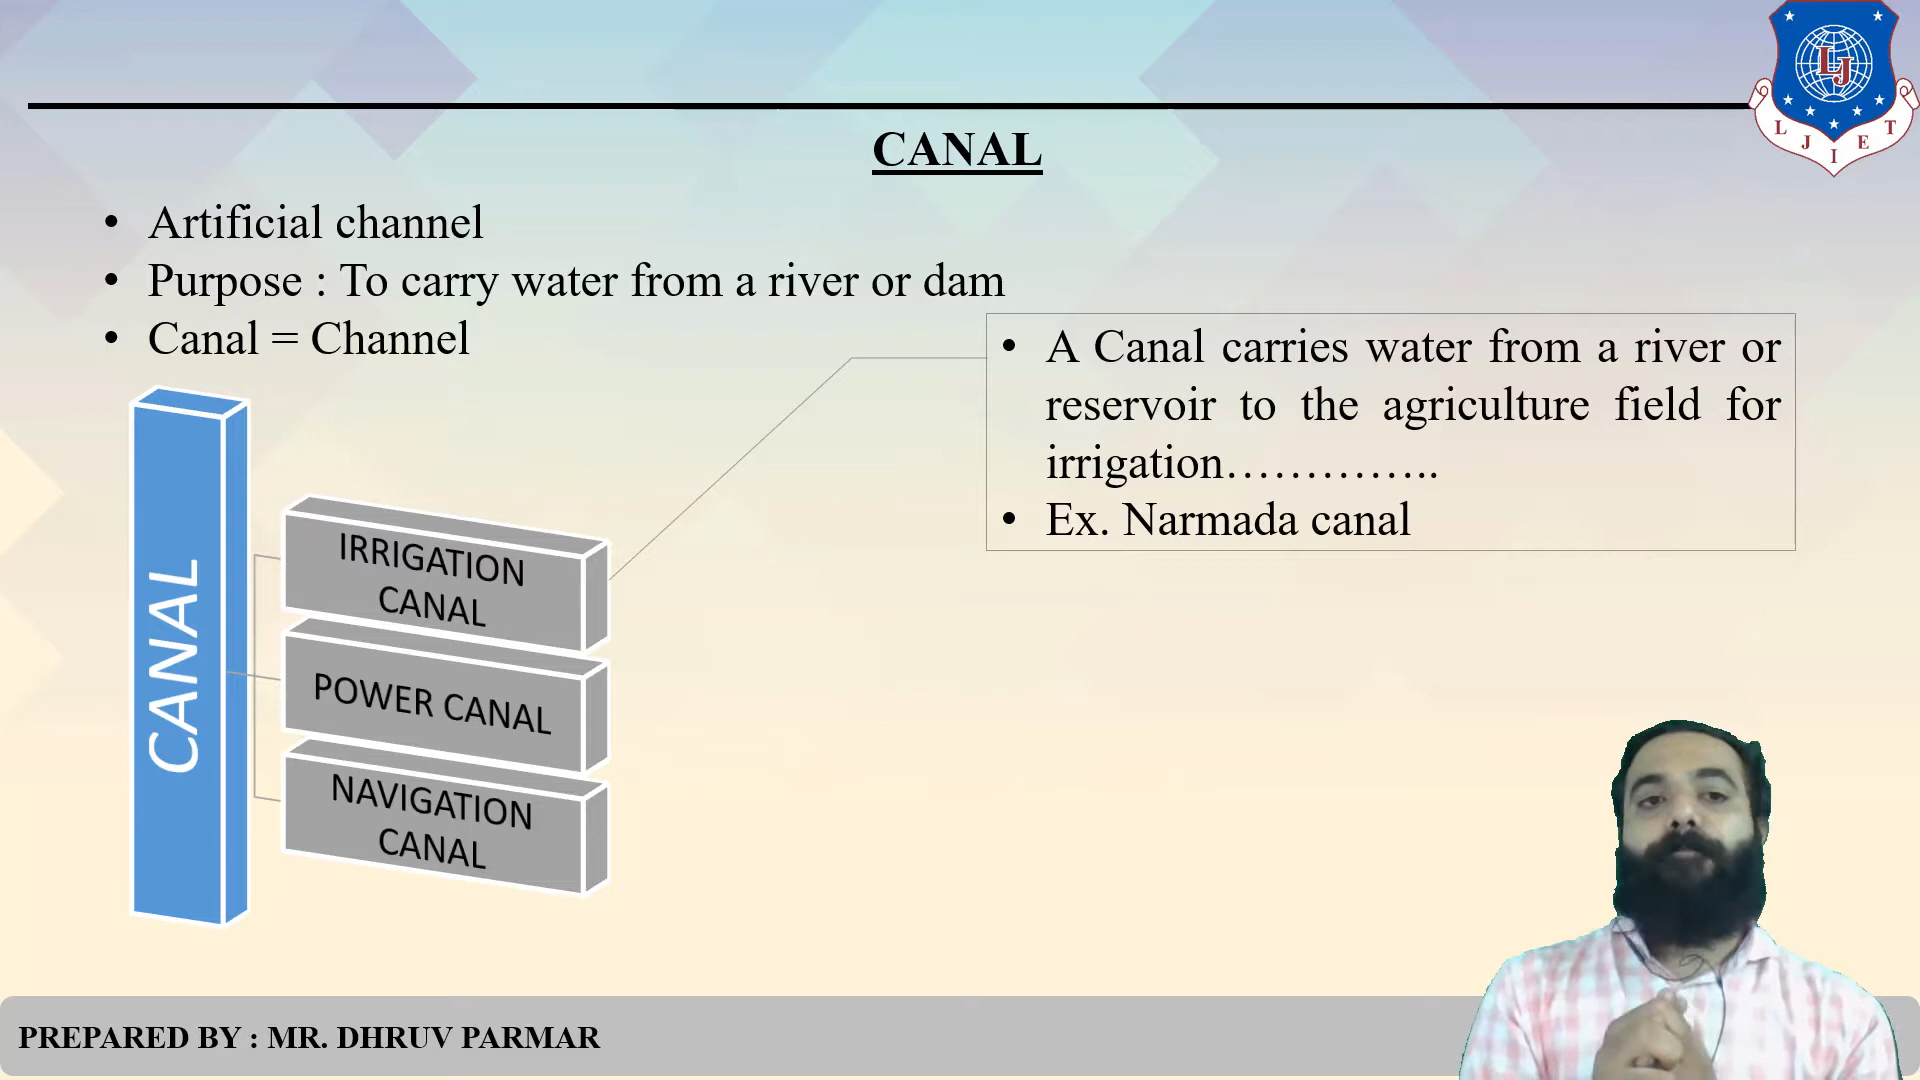 LJ
L J I E T
CANAL
• Artificial channel
• Purpose : To carry water from a river or dam
• Canal = Channel
• A Canal carries water from a river or
reservoir to the agriculture field for
irrigation…………..
• Ex. Narmada canal
CANAL
IRRIGATION
CANAL
POWER CANAL
NAVIGATION
CANAL
PREPARED BY : MR. DHRUV PARMAR